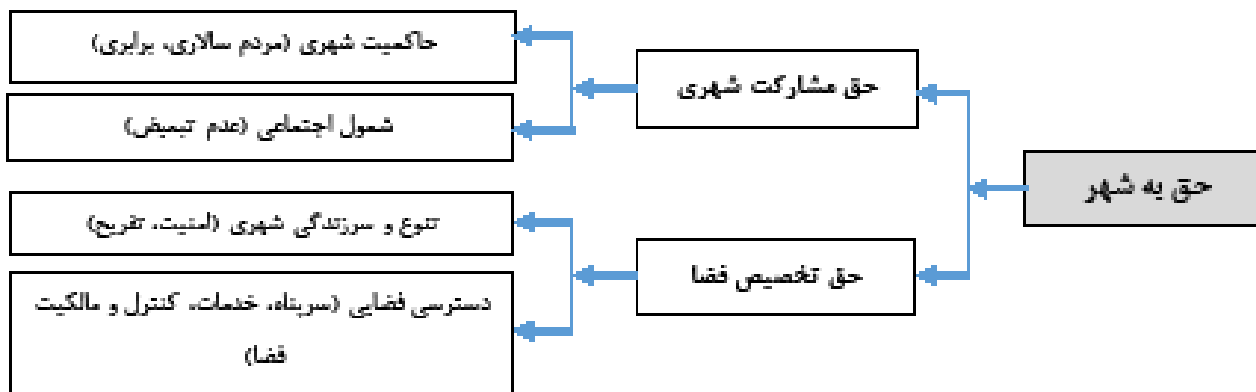 حق به شهر
حق مشارکت شهری
حاکمیت شهری (مردم سالاری، برابری)
شمول اجتماعی (عدم تبعیض)
حق تخصیص فضا
تنوع و سرزندگی شهری (امنیت، تفریح)
دسترسی فضایی (سرپناه، خدمات، کنترل و مالکیت
فضا)